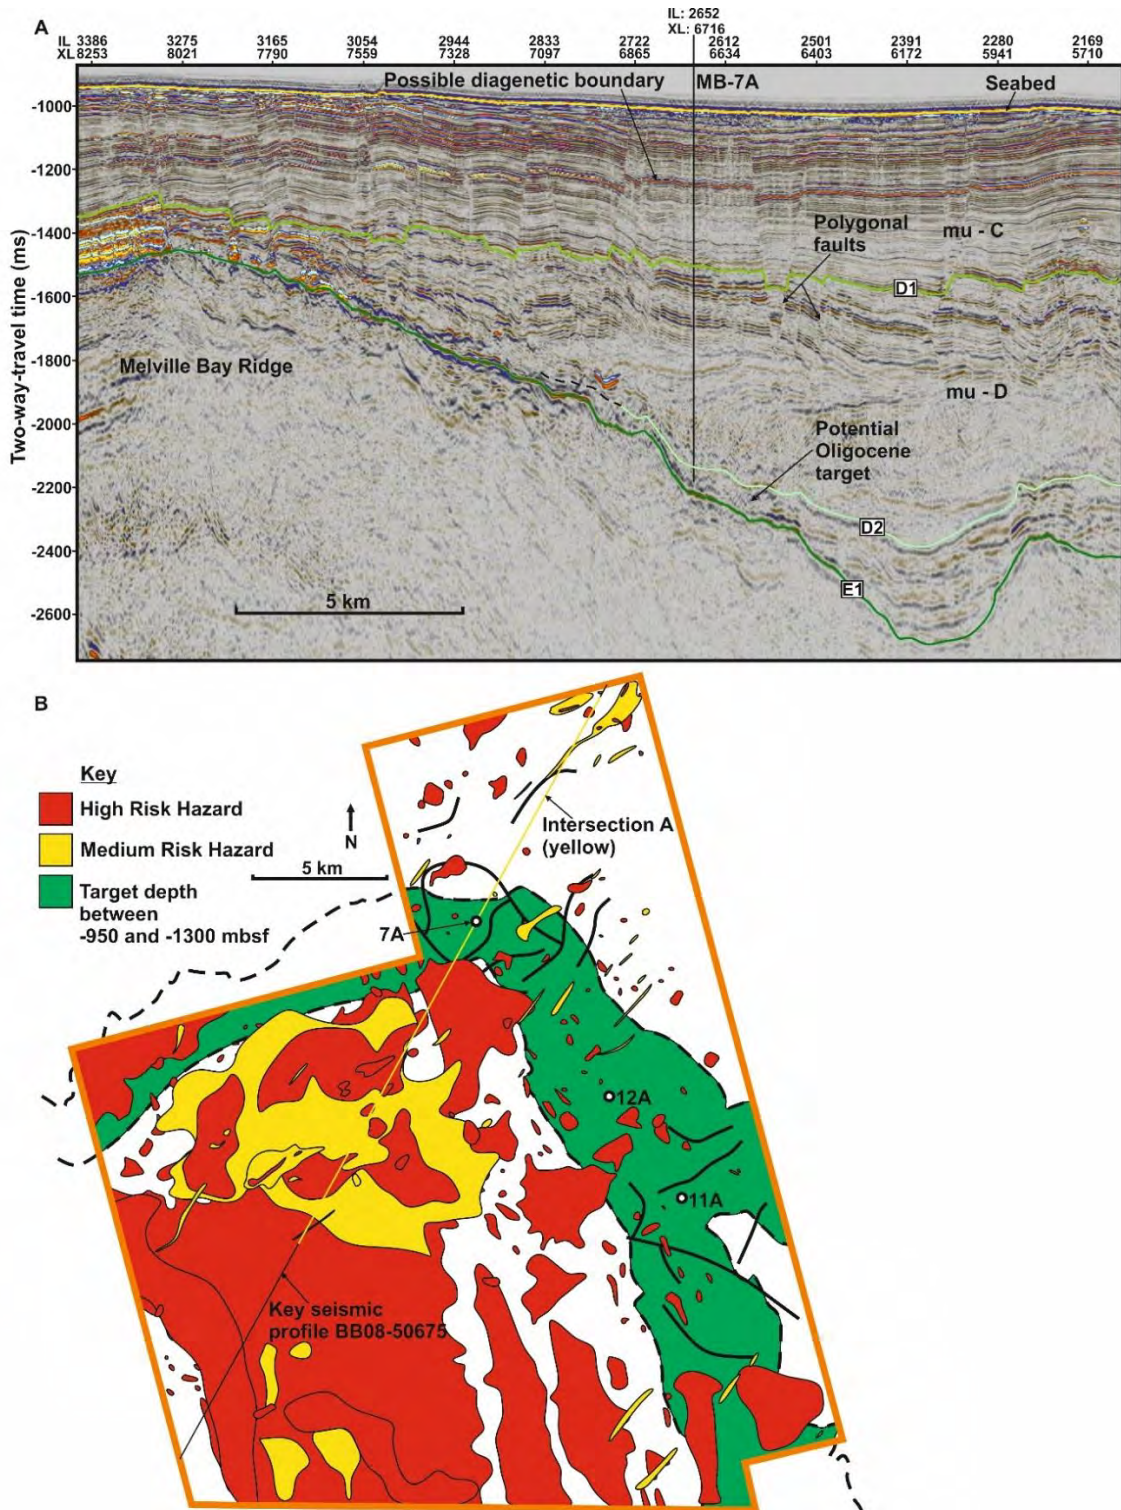 A
IL: 2652
XL: 6716
IL 3386 3275 3165 3054 2944 2833 2722 2612 2501 2391 2280 2169
XL 8253 8021 7790 7559 7328 7097 6865 6634 6403 6172 5941 5710
Possible diagenetic boundary
MB-7A
Seabed
Two-way-travel time (ms)
-1000
-1200
-1400
-1600
-1800
-2000
-2200
-2400
-2600
Polygonal
faults
mu - C
D1
Melville Bay Ridge
mu - D
Potential
Oligocene
target
D2
E1
5 km
B
Key
High Risk Hazard
Medium Risk Hazard
Target depth
between
-950 and -1300 mbsf
N
5 km
Intersection A
(yellow)
7A
12A
11A
Key seismic
profile BB08-50675